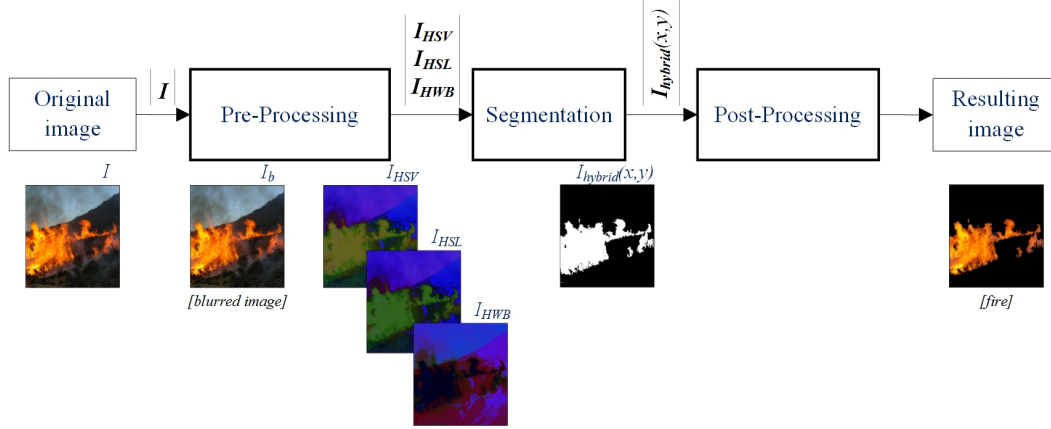 I_HSV
I_HSL
I_HWB
I_hybrid(x,y)
I
Original
image
Pre-Processing
Segmentation
Post-Processing
Resulting
image
I
I_b
I_HSV
I_hybrid(x,y)
I_HSL
[blurred image]
[fire]
I_HWB